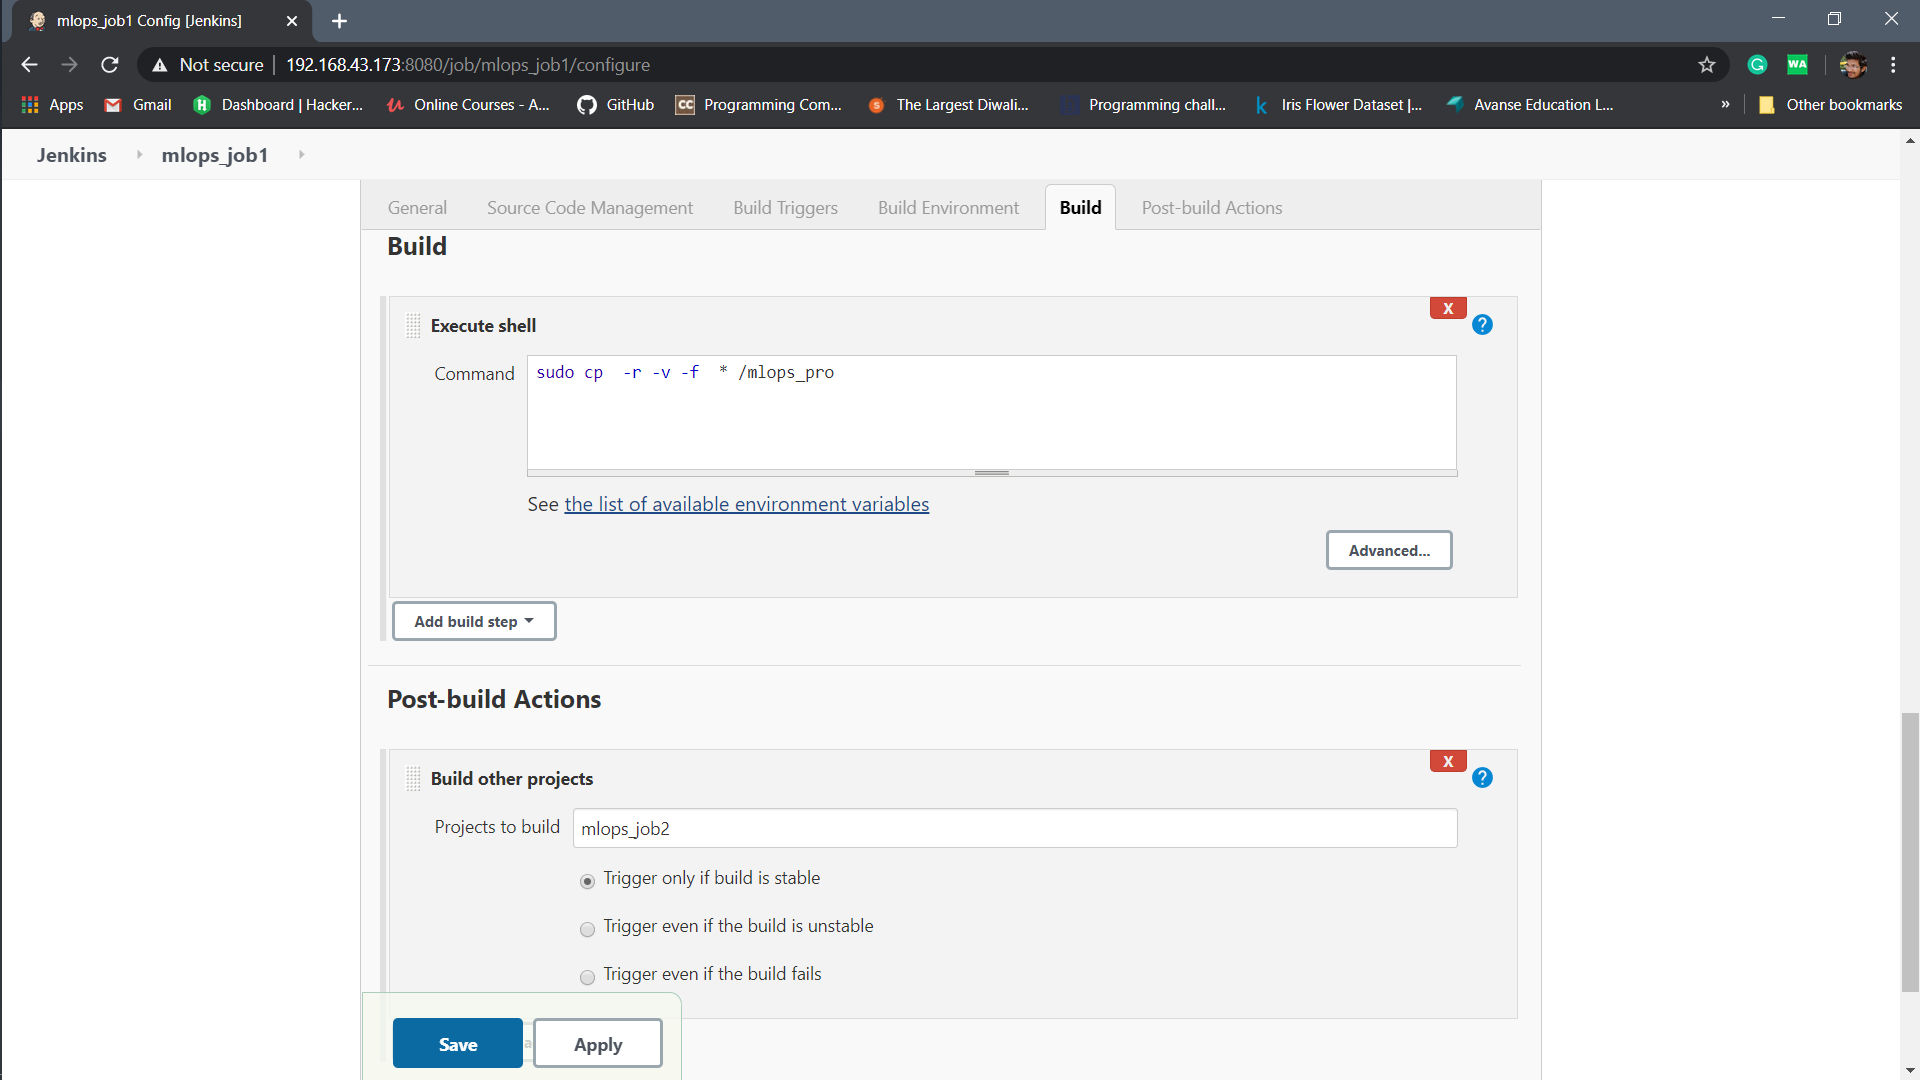 mlops_job1 Config [Jenkins]
Not secure | 192.168.43.173:8080/job/mlops_job1/configure
WA
Apps Gmail Dashboard | Hacker... Online Courses - A... GitHub CC Programming Com... The Largest Diwali... Programming chall... Iris Flower Dataset |... Avanse Education L... » Other bookmarks
Jenkins mlops_job1
General Source Code Management Build Triggers Build Environment Build Post-build Actions
Build
X
Execute shell ?
Command sudo cp -r -v -f * /mlops_pro
See the list of available environment variables
Advanced...
Add build step
Post-build Actions
X
Build other projects ?
Projects to build mlops_job2
Trigger only if build is stable
Trigger even if the build is unstable
Trigger even if the build fails
Save Apply